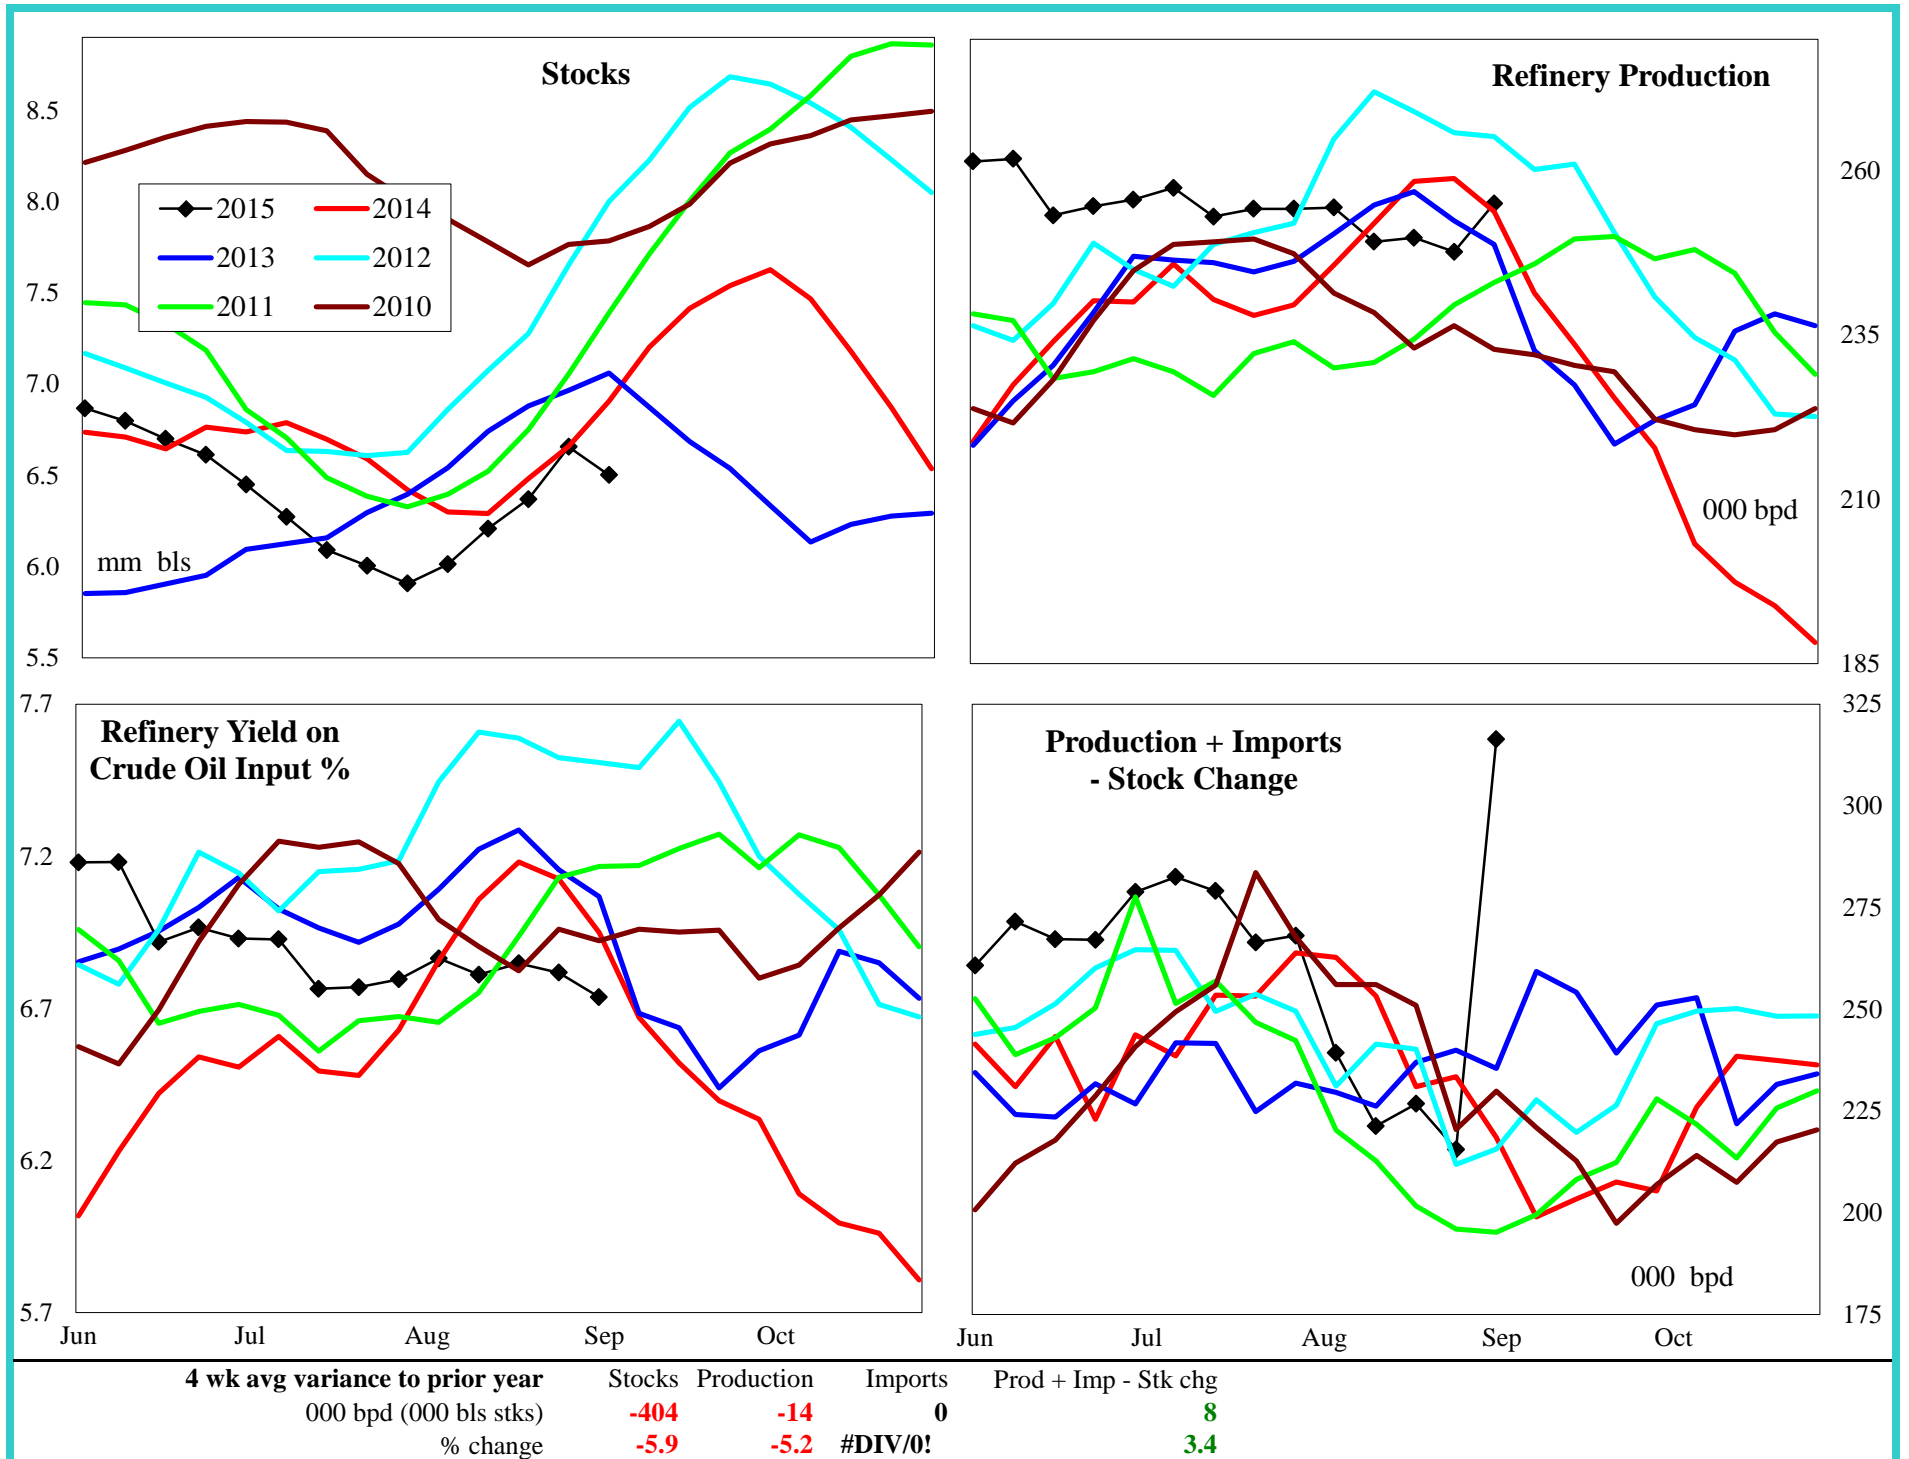 Stocks
8.5
8.0
7.5
7.0
6.5
6.0
5.5
2015 2014
2013 2012
2011 2010
mm bls
Refinery Production
260
235
210
185
000 bpd
Refinery Yield on
Crude Oil Input %
7.7
7.2
6.7
6.2
5.7
Jun Jul Aug Sep Oct
Production + Imports
- Stock Change
325
300
275
250
225
200
175
000 bpd
Jun Jul Aug Sep Oct
4 wk avg variance to prior year Stocks Production Imports Prod + Imp - Stk chg
000 bpd (000 bls stks) -404 -14 0 8
% change -5.9 -5.2 #DIV/0! 3.4